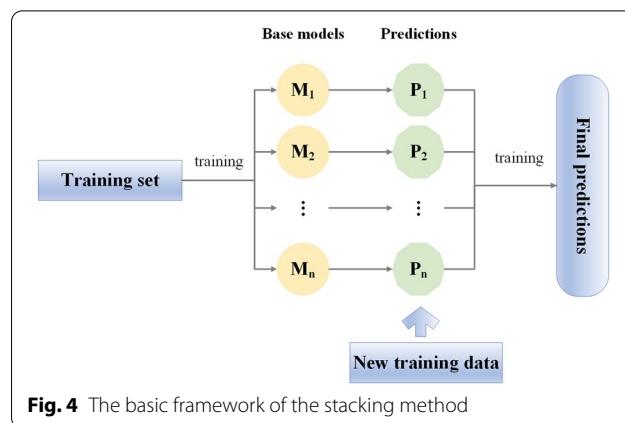 Base models Predictions
M₁ P₁
training M₂ P₂ training
Training set
⋮ ⋮
Mₙ Pₙ
Final predictions
New training data
Fig. 4 The basic framework of the stacking method